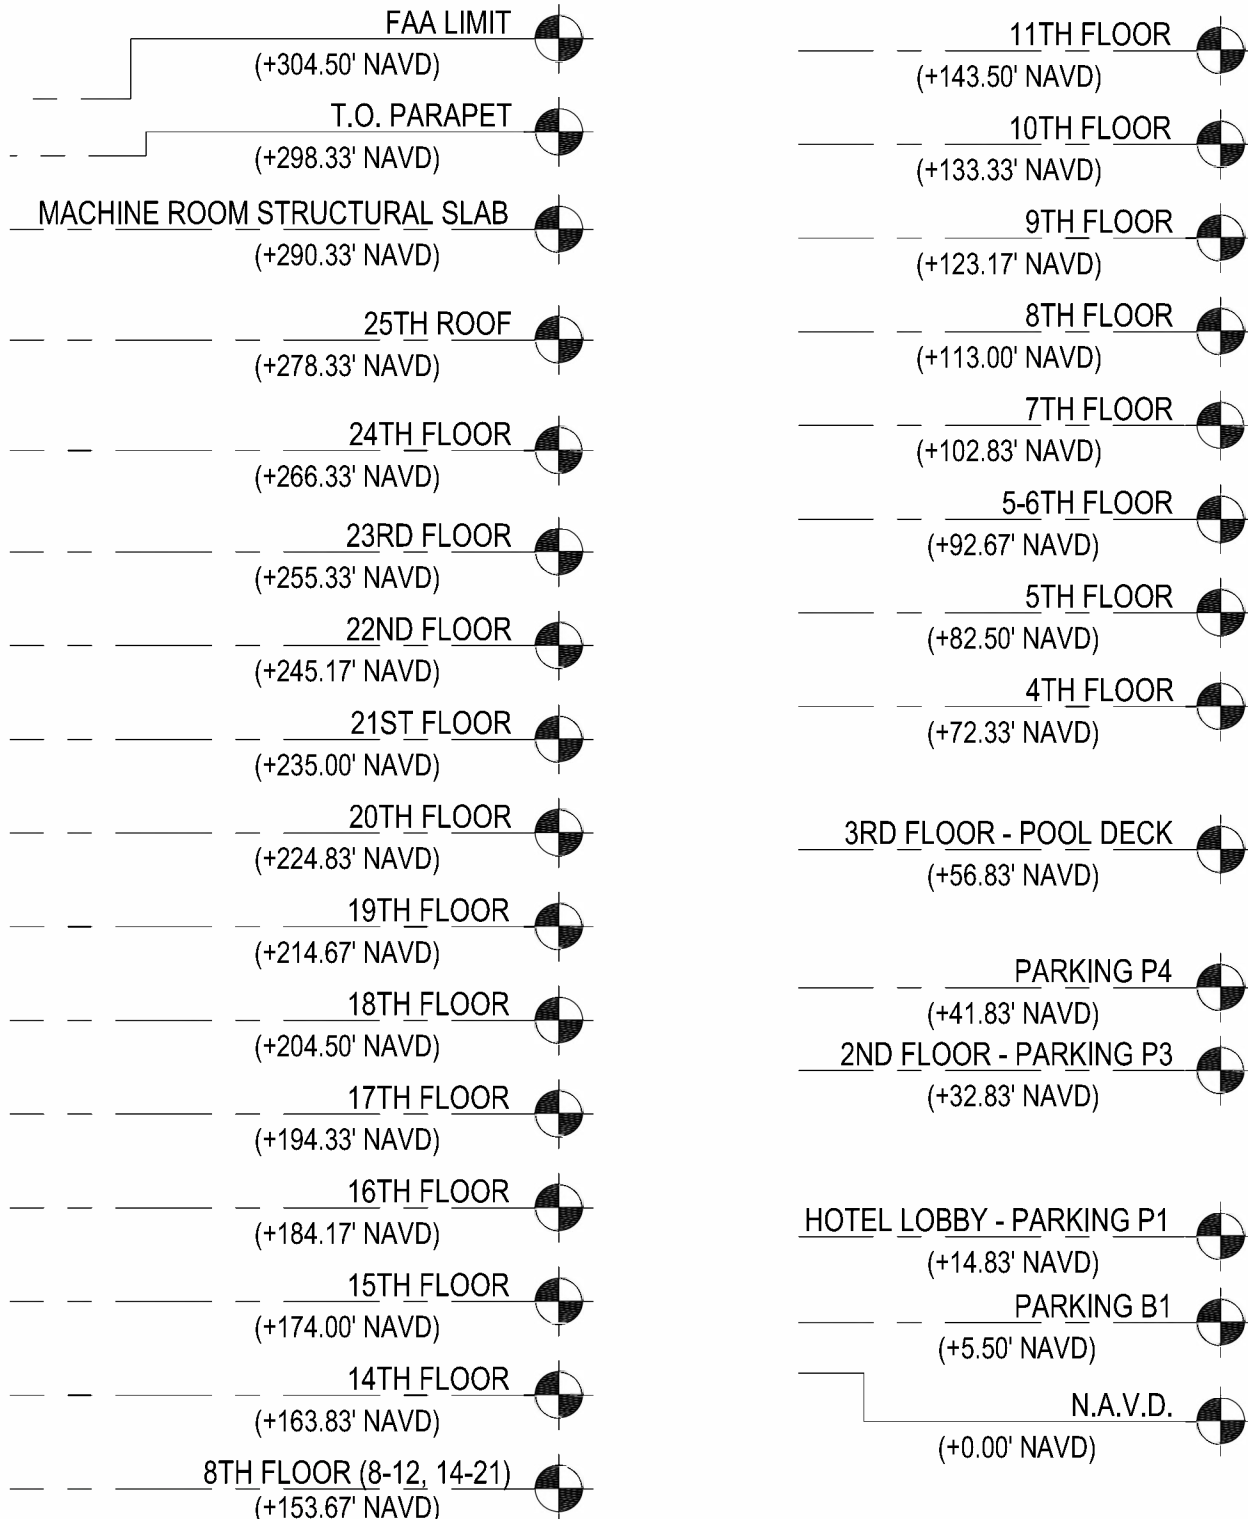 FAA LIMIT
(+304.50' NAVD)
T.O. PARAPET
(+298.33' NAVD)
MACHINE ROOM STRUCTURAL SLAB
(+290.33' NAVD)
25TH ROOF
(+278.33' NAVD)
24TH FLOOR
(+266.33' NAVD)
23RD FLOOR
(+255.33' NAVD)
22ND FLOOR
(+245.17' NAVD)
21ST FLOOR
(+235.00' NAVD)
20TH FLOOR
(+224.83' NAVD)
19TH FLOOR
(+214.67' NAVD)
18TH FLOOR
(+204.50' NAVD)
17TH FLOOR
(+194.33' NAVD)
16TH FLOOR
(+184.17' NAVD)
15TH FLOOR
(+174.00' NAVD)
14TH FLOOR
(+163.83' NAVD)
8TH FLOOR (8-12, 14-21)
(+153.67' NAVD)
11TH FLOOR
(+143.50' NAVD)
10TH FLOOR
(+133.33' NAVD)
9TH FLOOR
(+123.17' NAVD)
8TH FLOOR
(+113.00' NAVD)
7TH FLOOR
(+102.83' NAVD)
5-6TH FLOOR
(+92.67' NAVD)
5TH FLOOR
(+82.50' NAVD)
4TH FLOOR
(+72.33' NAVD)
3RD FLOOR - POOL DECK
(+56.83' NAVD)
PARKING P4
(+41.83' NAVD)
2ND FLOOR - PARKING P3
(+32.83' NAVD)
HOTEL LOBBY - PARKING P1
(+14.83' NAVD)
PARKING B1
(+5.50' NAVD)
N.A.V.D.
(+0.00' NAVD)